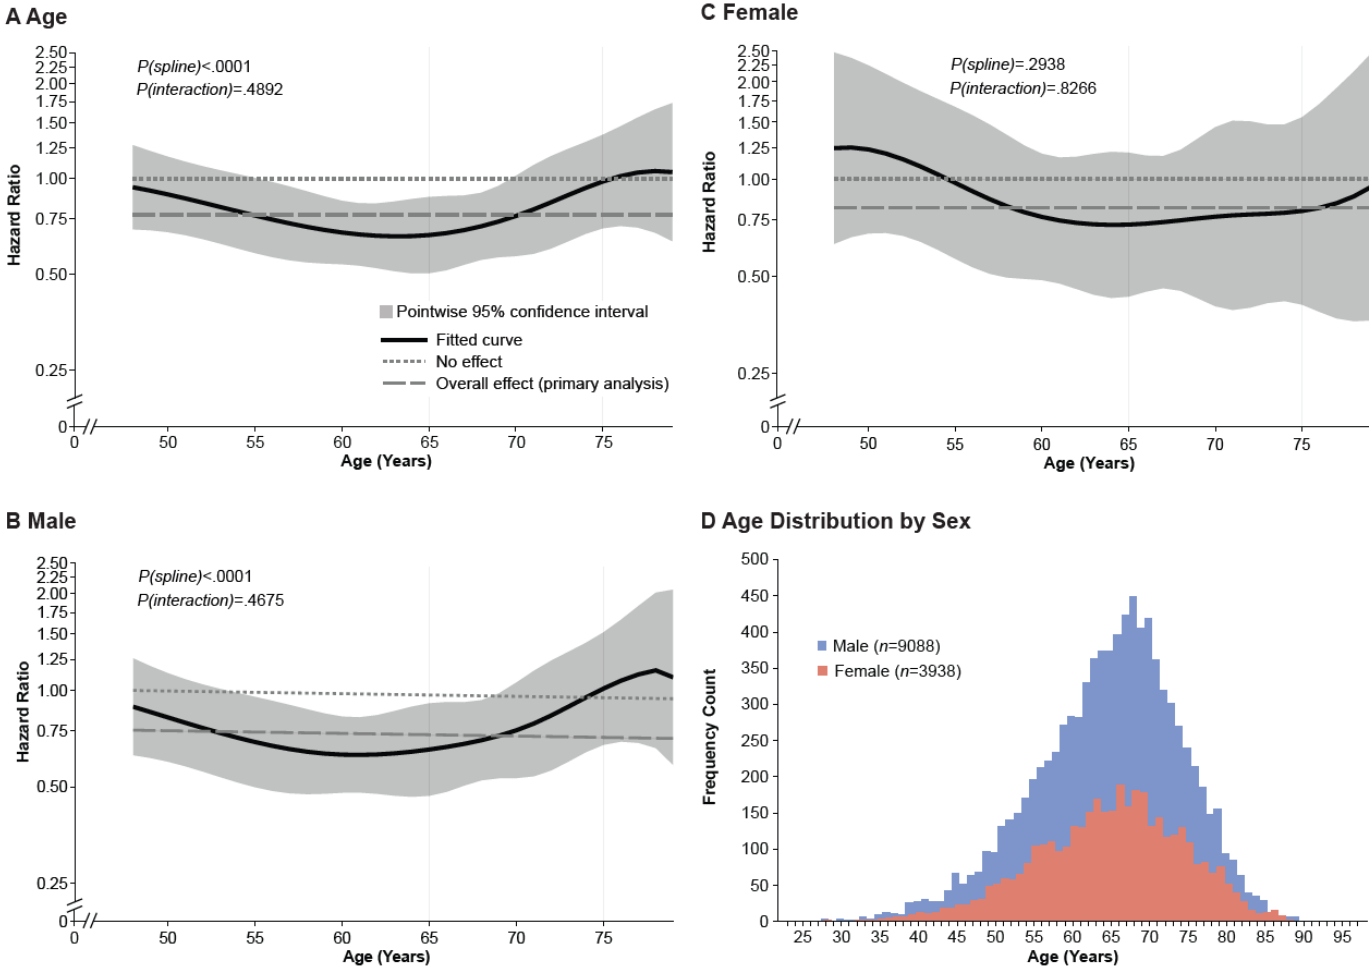 A Age
2.50
2.25
2.00
1.75
1.50
1.25
1.00
0.75
0.50
0.25
0
Hazard Ratio
P(spline)<.0001
P(interaction)=.4892
Pointwise 95% confidence interval
Fitted curve
No effect
Overall effect (primary analysis)
0 50 55 60 65 70 75
Age (Years)
C Female
2.50
2.25
2.00
1.75
1.50
1.25
1.00
0.75
0.50
0.25
0
Hazard Ratio
P(spline)=.2938
P(interaction)=.8266
0 50 55 60 65 70 75
Age (Years)
B Male
2.50
2.25
2.00
1.75
1.50
1.25
1.00
0.75
0.50
0.25
0
Hazard Ratio
P(spline)<.0001
P(interaction)=.4675
0 50 55 60 65 70 75
Age (Years)
D Age Distribution by Sex
500
450
400
350
300
250
200
150
100
50
0
Frequency Count
Male (n=9088)
Female (n=3938)
25 30 35 40 45 50 55 60 65 70 75 80 85 90 95
Age (Years)